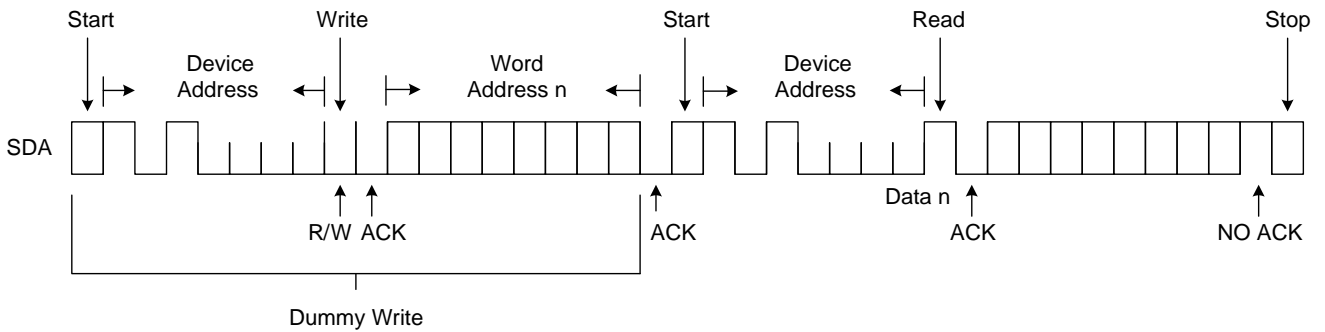 Start
Write
Start
Read
Stop
Device
Address
Word
Address n
Device
Address
SDA
R/W
ACK
ACK
Data n
ACK
NO ACK
Dummy Write